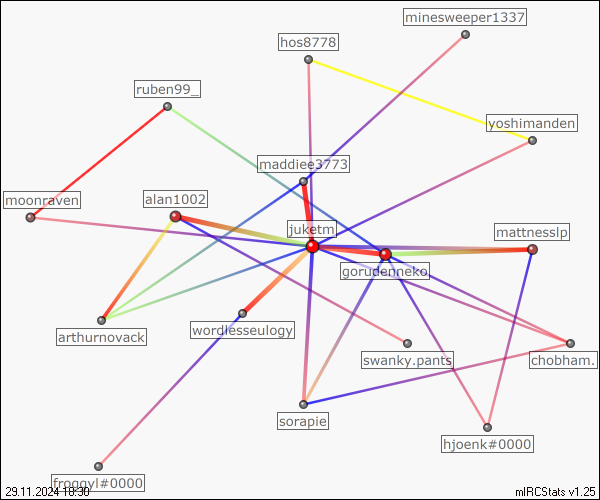 minesweeper1337
hos8778
ruben99_
yoshimanden
maddiee3773
moonraven
alan1002
juketm
mattnesslp
gorudenneko
arthurnovack
wordlesseulogy
swanky.pants
chobham.
sorapie
hjoenk#0000
froggyl#0000
29.11.2024 18:30
mIRCStats v1.25